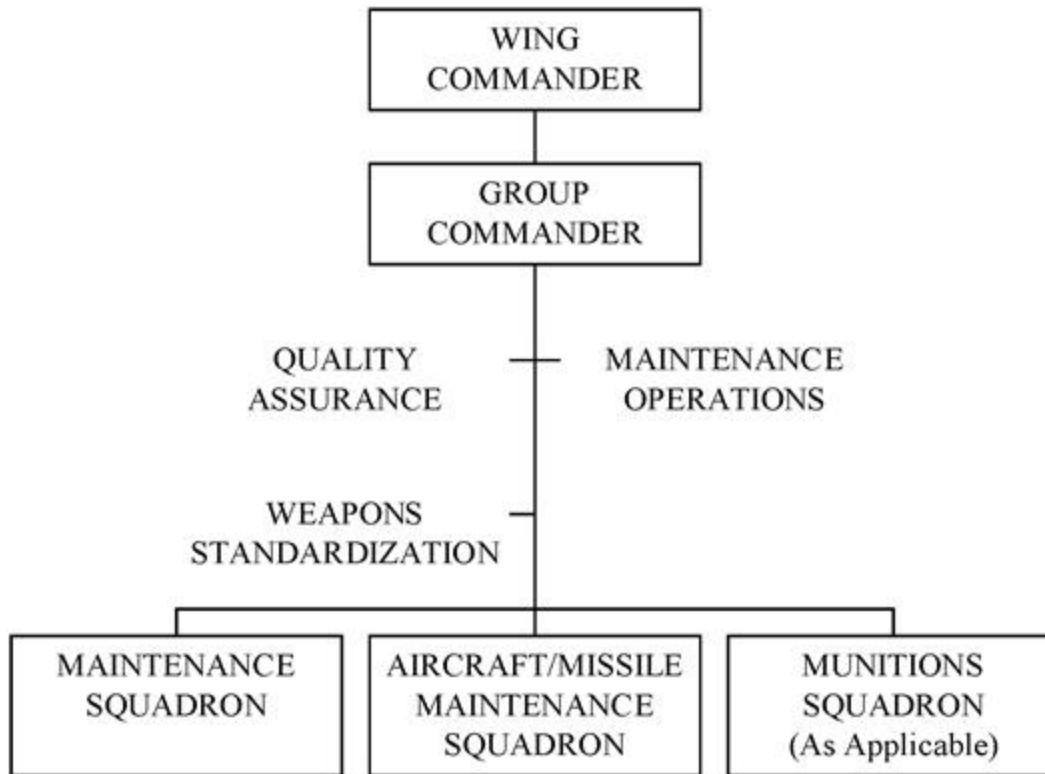 WING
COMMANDER
GROUP
COMMANDER
QUALITY
ASSURANCE
MAINTENANCE
OPERATIONS
WEAPONS
STANDARDIZATION
MAINTENANCE
SQUADRON
AIRCRAFT/MISSILE
MAINTENANCE
SQUADRON
MUNITIONS
SQUADRON
(As Applicable)